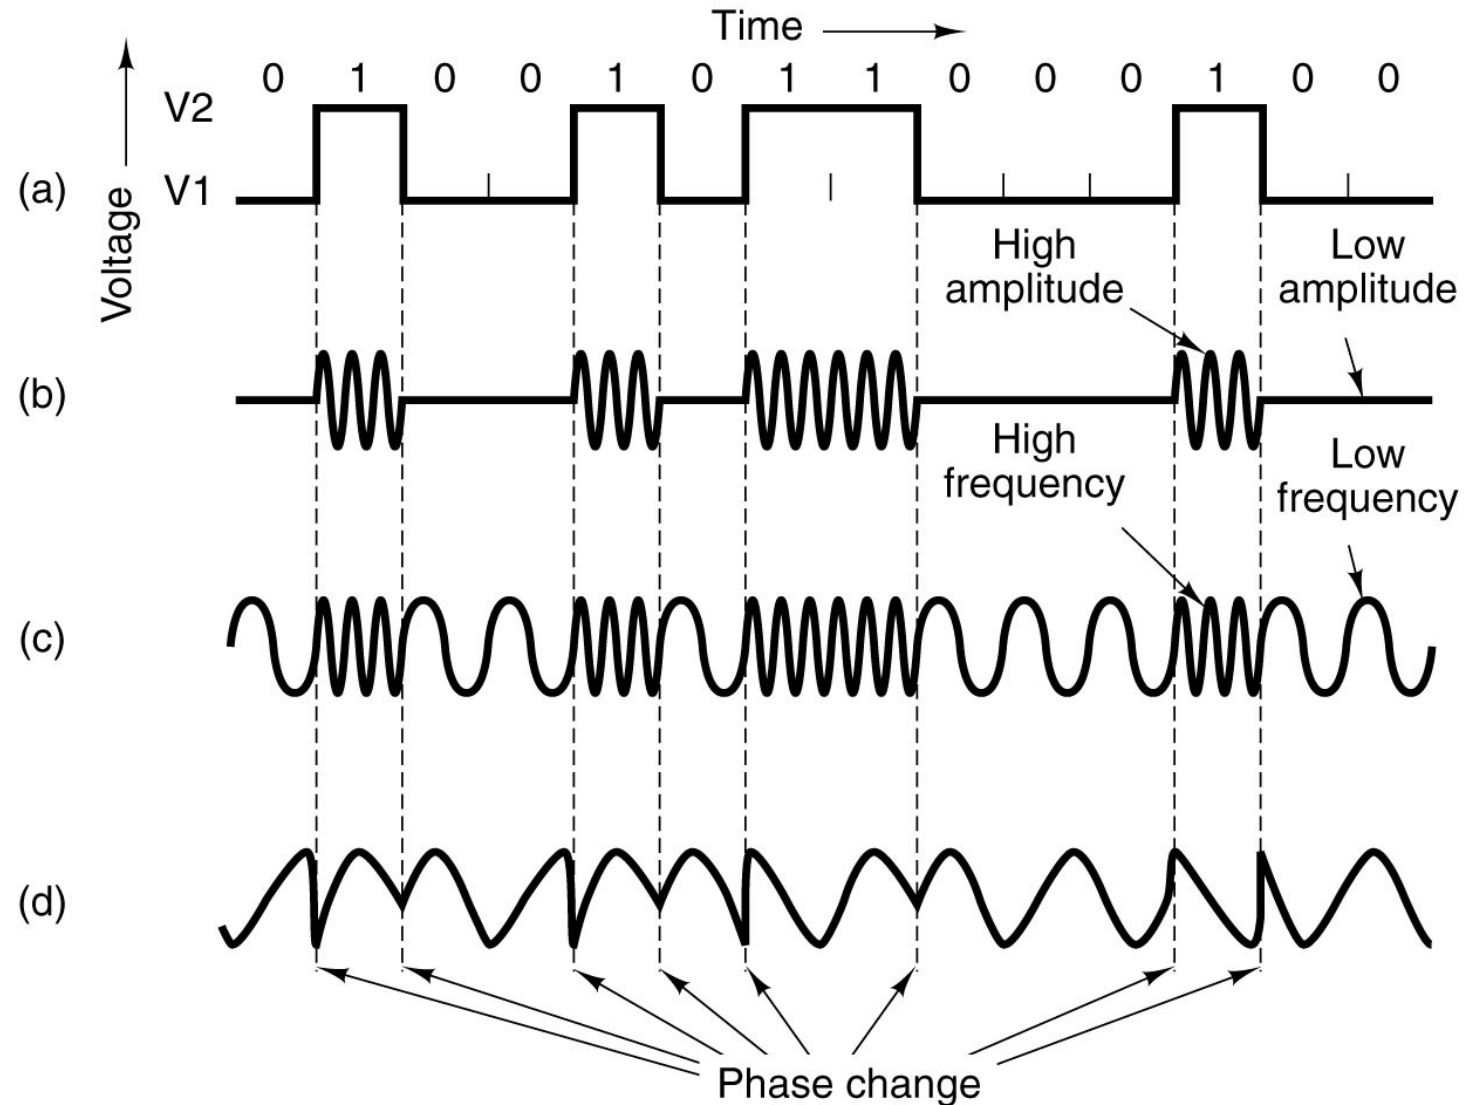 Time
0 1 0 0 1 0 1 1 0 0 0 1 0 0
V2
(a)
V1
Voltage
High
amplitude
Low
amplitude
(b)
High
frequency
Low
frequency
(c)
(d)
Phase change